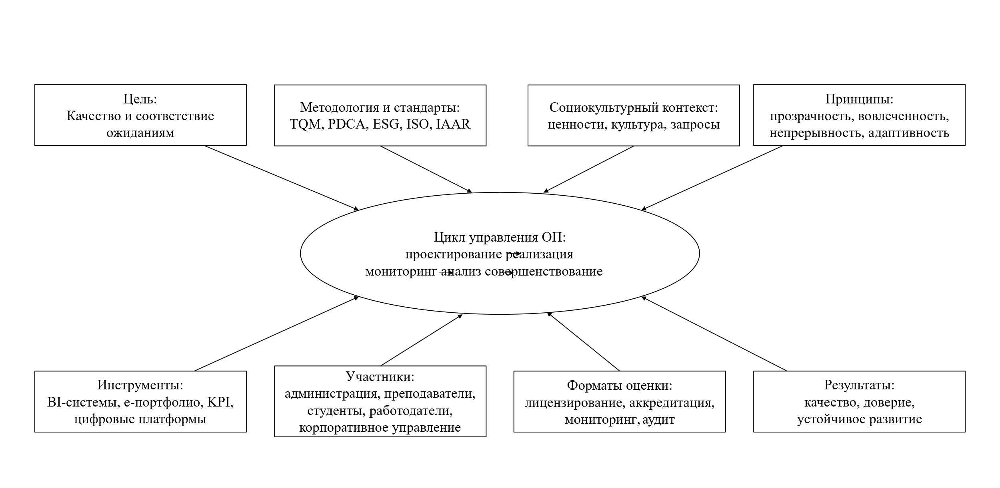 Цель:
Качество и соответствие
ожиданиям
Методология и стандарты:
TQM, PDCA, ESG, ISO, IAAR
Социокультурный контекст:
ценности, культура, запросы
Принципы:
прозрачность, вовлеченность,
непрерывность, адаптивность
Цикл управления ОП:
проектирование реализация
мониторинг анализ совершенствование
Инструменты:
BI-системы, e-портфолио, KPI,
цифровые платформы
Участники:
администрация, преподаватели,
студенты, работодатели,
корпоративное управление
Форматы оценки:
лицензирование, аккредитация,
мониторинг, аудит
Результаты:
качество, доверие,
устойчивое развитие